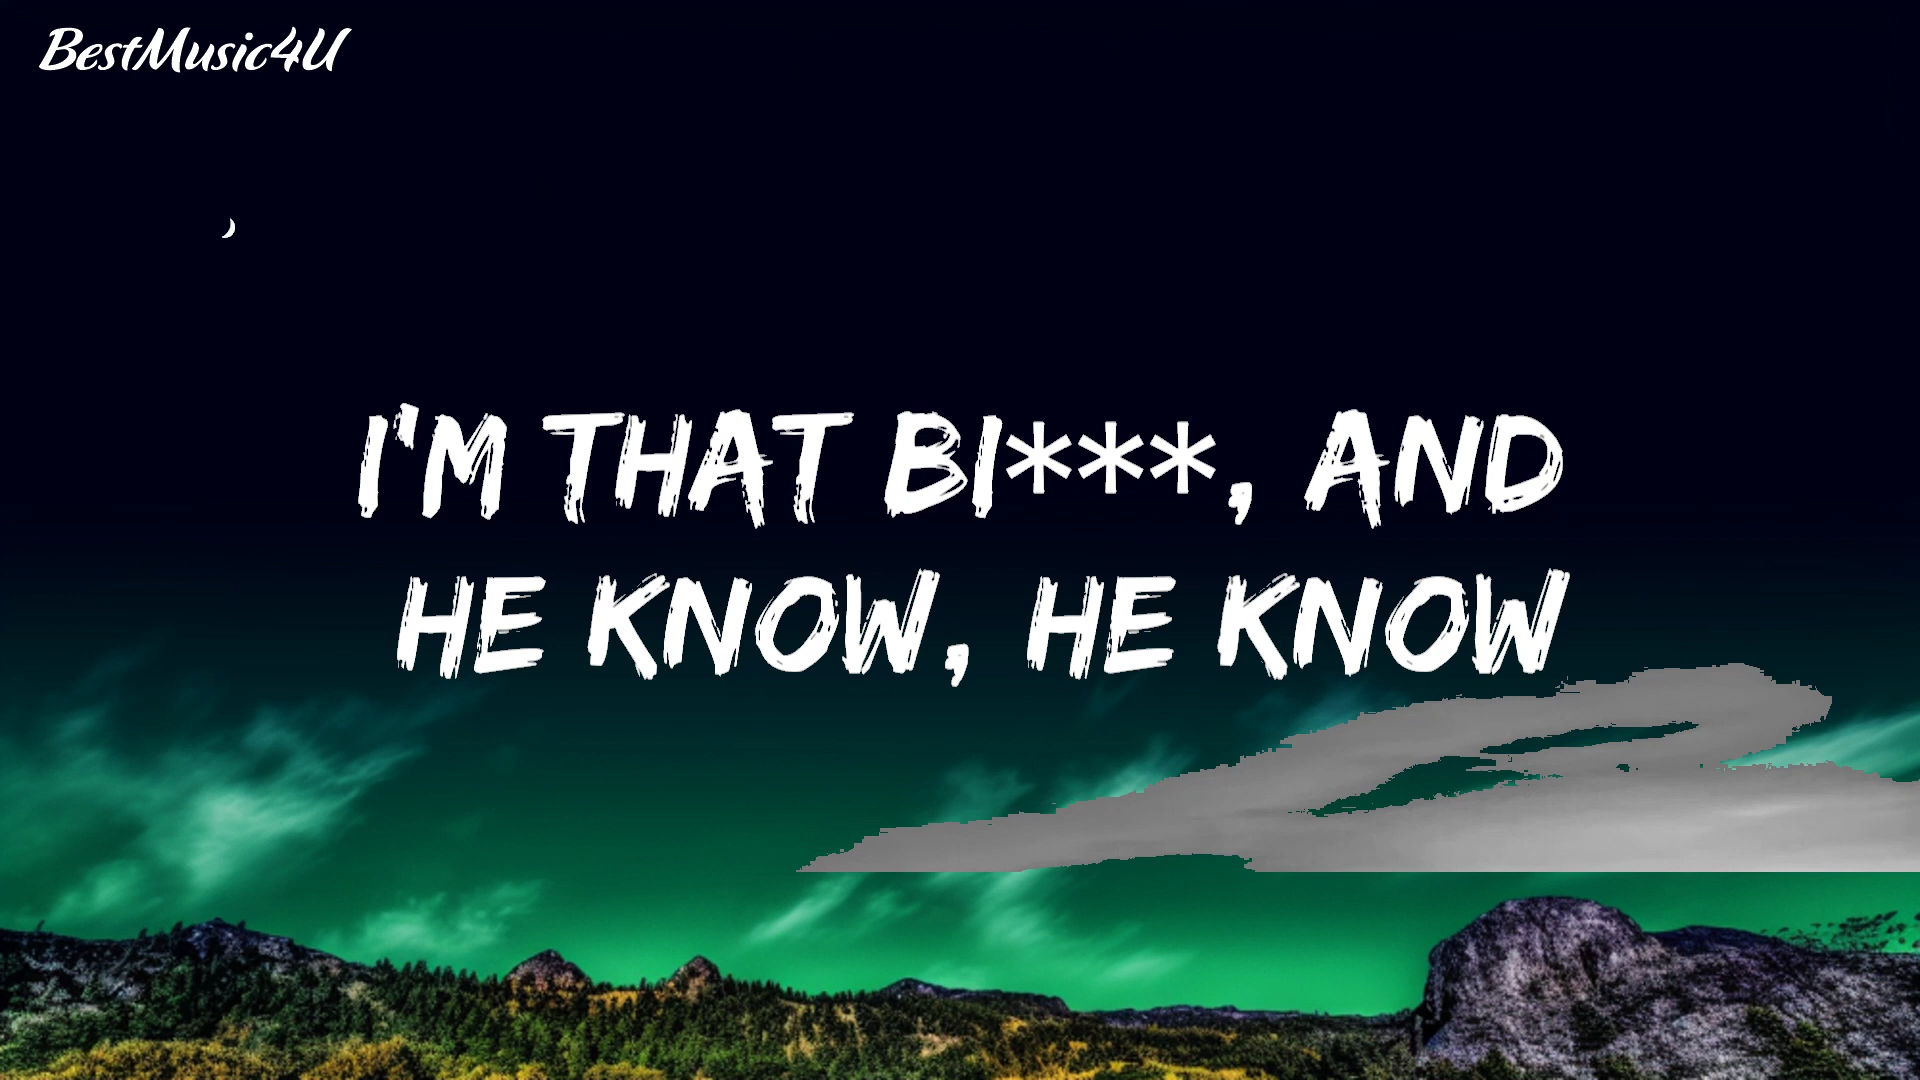 BestMusic4U
I'M THAT BI***, AND
HE KNOW, HE KNOW